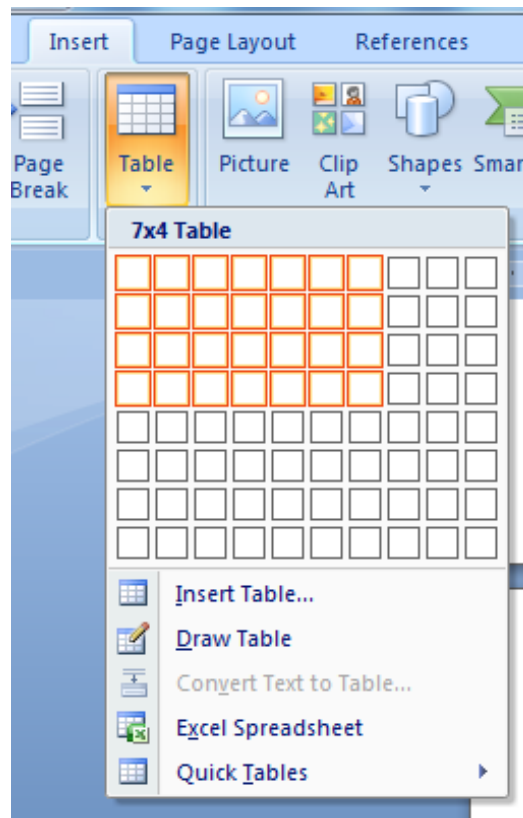 Insert Page Layout References
Page Break
Table
Picture
Clip Art
Shapes
Smar
7x4 Table
Insert Table...
Draw Table
Convert Text to Table...
Excel Spreadsheet
Quick Tables